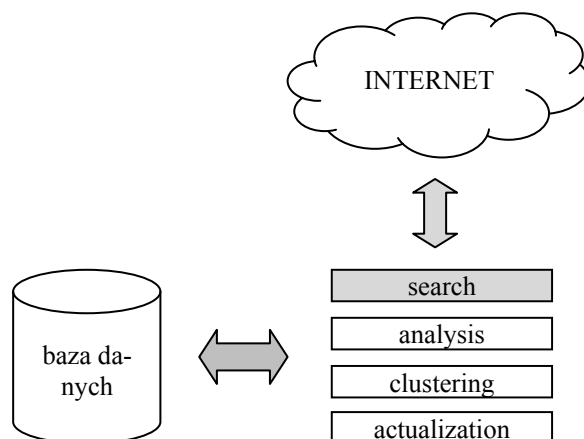 INTERNET
search
analysis
clustering
actualization
baza da-
nych